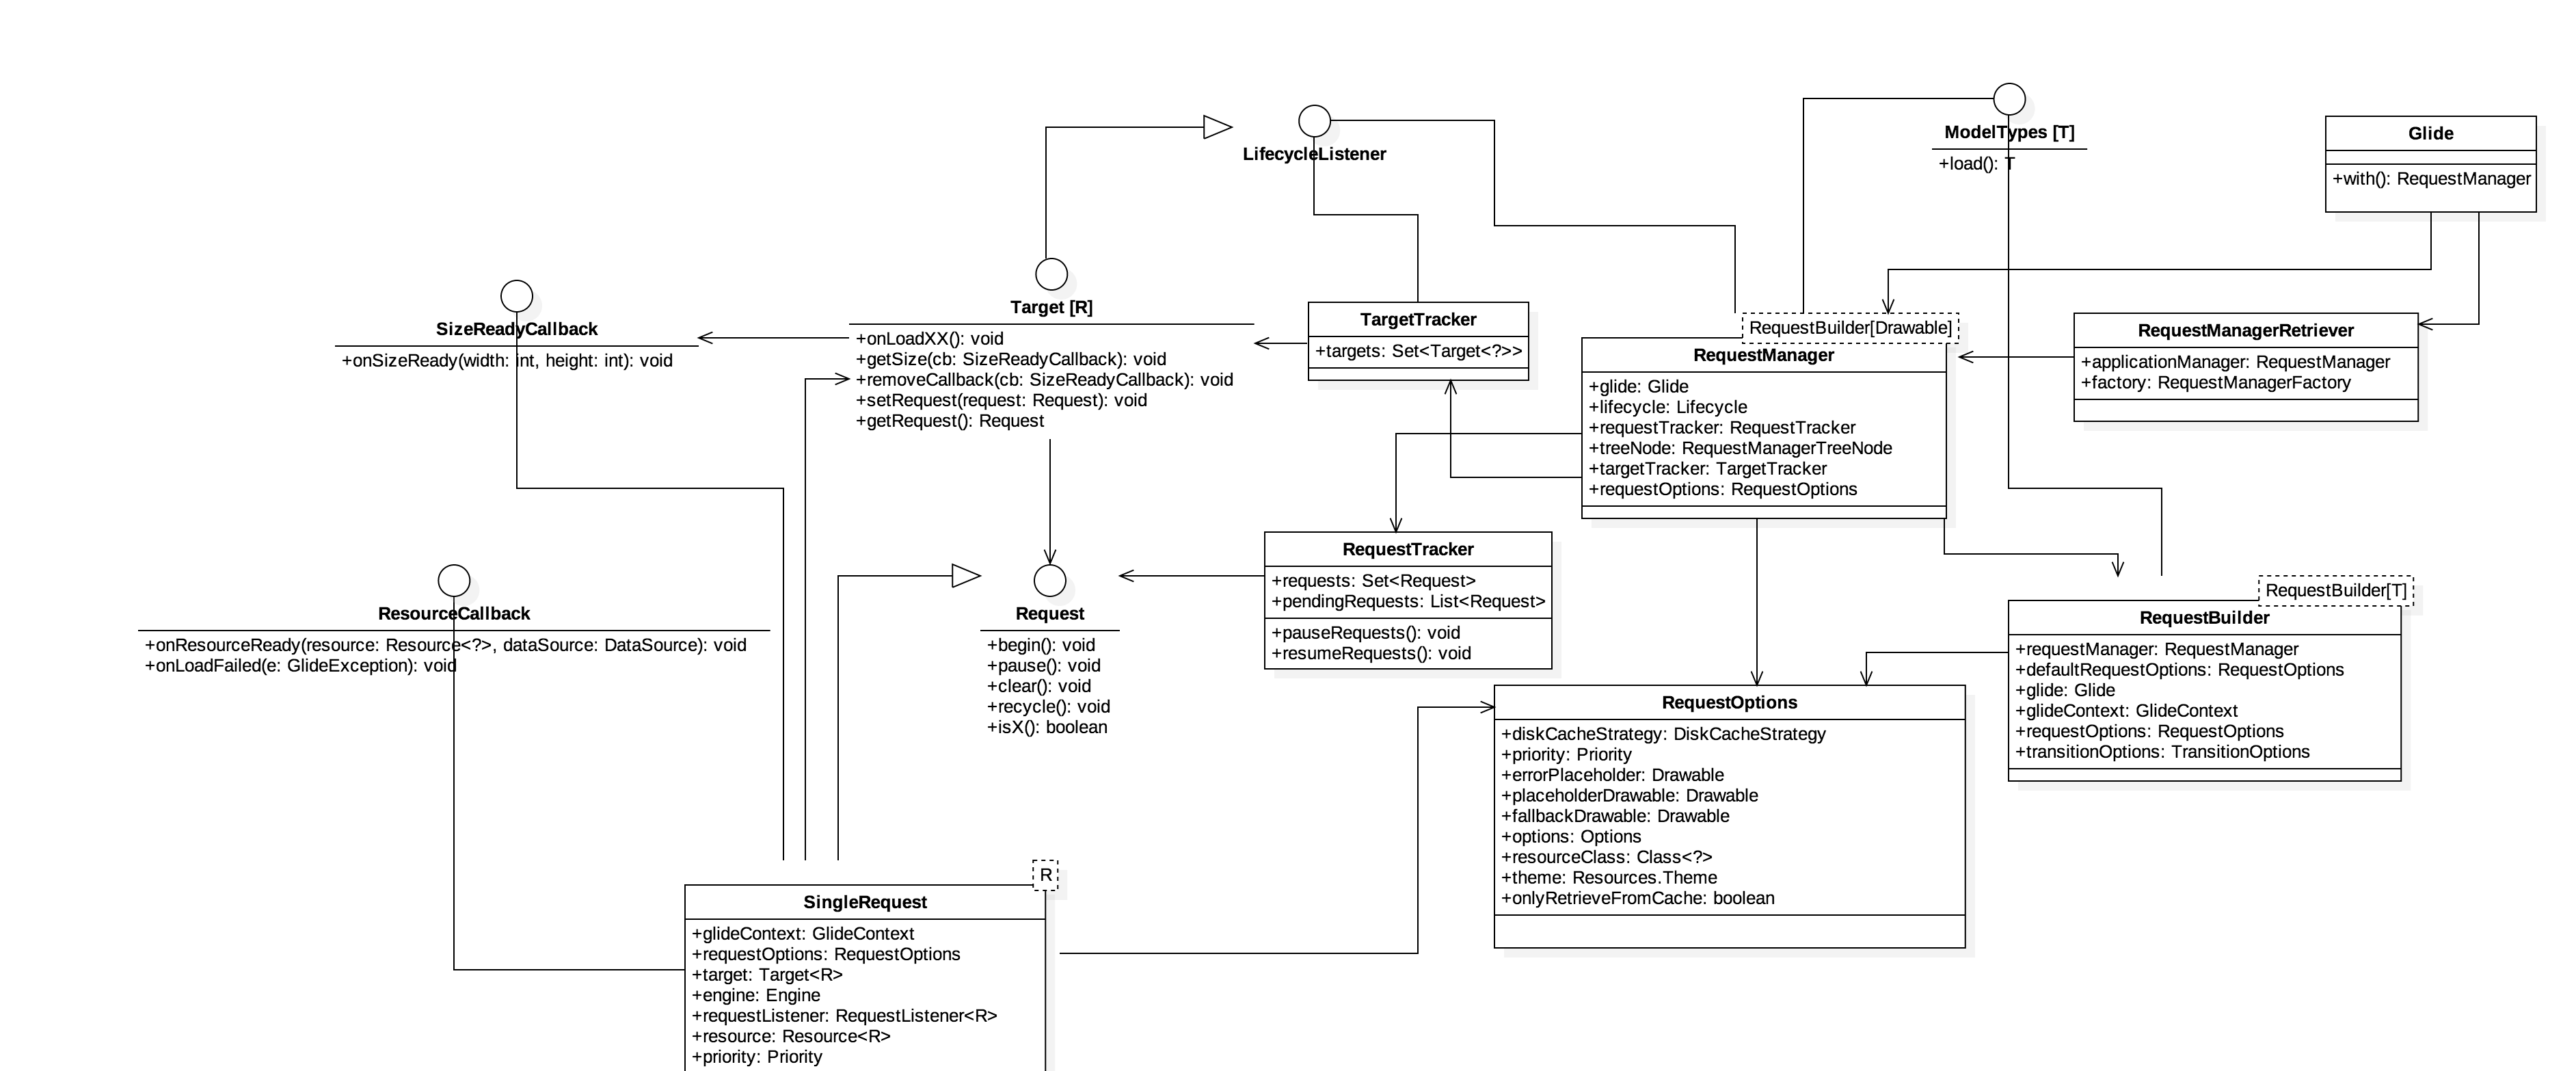 LifecycleListener
ModelTypes [T]
+load(): T
Glide
+with(): RequestManager
SizeReadyCallback
+onSizeReady(width: int, height: int): void
Target [R]
+onLoadXX(): void
+getSize(cb: SizeReadyCallback): void
+removeCallback(cb: SizeReadyCallback): void
+setRequest(request: Request): void
+getRequest(): Request
TargetTracker
+targets: Set<Target<?>>
RequestBuilder[Drawable]
RequestManager
+glide: Glide
+lifecycle: Lifecycle
+requestTracker: RequestTracker
+treeNode: RequestManagerTreeNode
+targetTracker: TargetTracker
+requestOptions: RequestOptions
RequestManagerRetriever
+applicationManager: RequestManager
+factory: RequestManagerFactory
ResourceCallback
+onResourceReady(resource: Resource<?>, dataSource: DataSource): void
+onLoadFailed(e: GlideException): void
Request
+begin(): void
+pause(): void
+clear(): void
+recycle(): void
+isX(): boolean
RequestTracker
+requests: Set<Request>
+pendingRequests: List<Request>
+pauseRequests(): void
+resumeRequests(): void
RequestBuilder[T]
RequestBuilder
+requestManager: RequestManager
+defaultRequestOptions: RequestOptions
+glide: Glide
+glideContext: GlideContext
+requestOptions: RequestOptions
+transitionOptions: TransitionOptions
RequestOptions
+diskCacheStrategy: DiskCacheStrategy
+priority: Priority
+errorPlaceholder: Drawable
+placeholderDrawable: Drawable
+fallbackDrawable: Drawable
+options: Options
+resourceClass: Class<?>
+theme: Resources.Theme
+onlyRetrieveFromCache: boolean
R
SingleRequest
+glideContext: GlideContext
+requestOptions: RequestOptions
+target: Target<R>
+engine: Engine
+requestListener: RequestListener<R>
+resource: Resource<R>
+priority: Priority